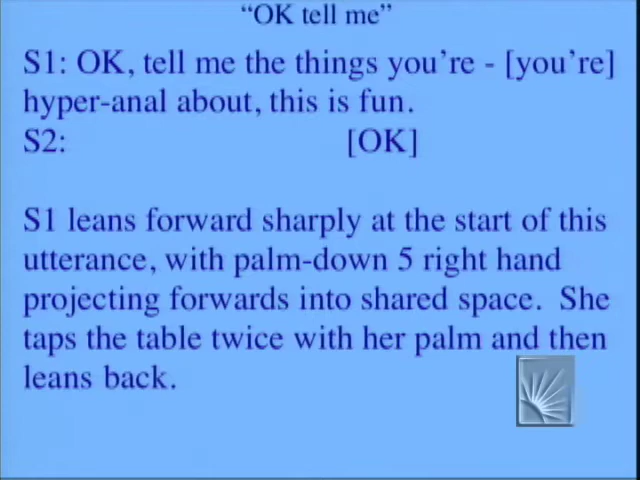 “OK tell me”
S1: OK, tell me the things you’re - [you’re]
hyper-anal about, this is fun.
S2: [OK]
S1 leans forward sharply at the start of this
utterance, with palm-down 5 right hand
projecting forwards into shared space.  She
taps the table twice with her palm and then
leans back.